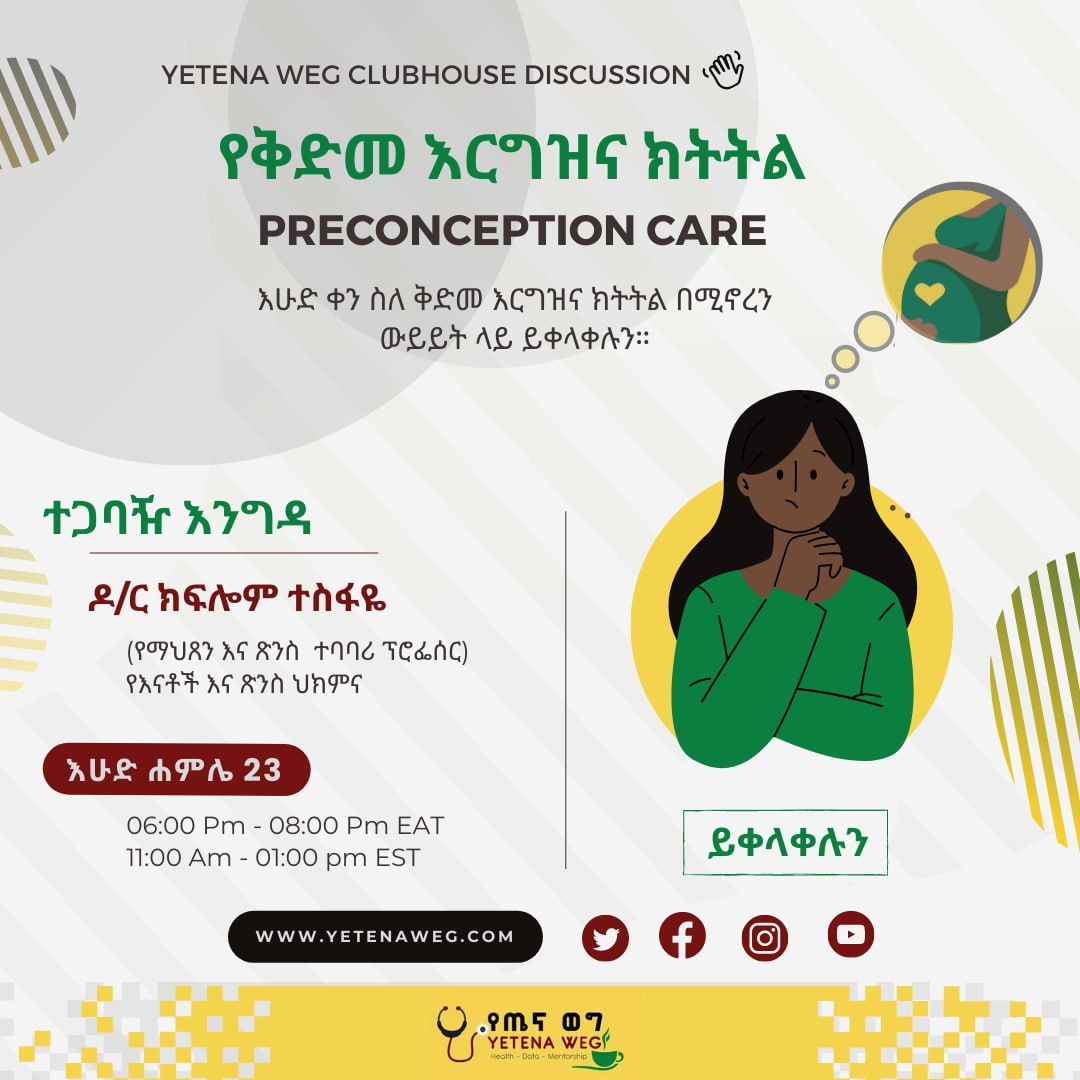 YETENA WEG CLUBHOUSE DISCUSSION
የቅድመ እርግዝና ክትትል
PRECONCEPTION CARE
እሁድ ቀን ስለ ቅድመ እርግዝና ክትትል በሚኖረን
ውይይት ላይ ይቀላቀሉን።
ተጋባዥ እንግዳ
ዶ/ር ክፍሎም ተስፋዬ
(የማህጸን እና ጽንስ ተባባሪ ፕሮፌሰር)
የእናቶች እና ጽንስ ህክምና
እሁድ ሐምሌ 23
06:00 Pm - 08:00 Pm EAT
11:00 Am - 01:00 pm EST
ይቀላቀሉን
WWW.YETENAWEG.COM
የጤና ወግ
YETENA WEG
Health - Data - Mentorship